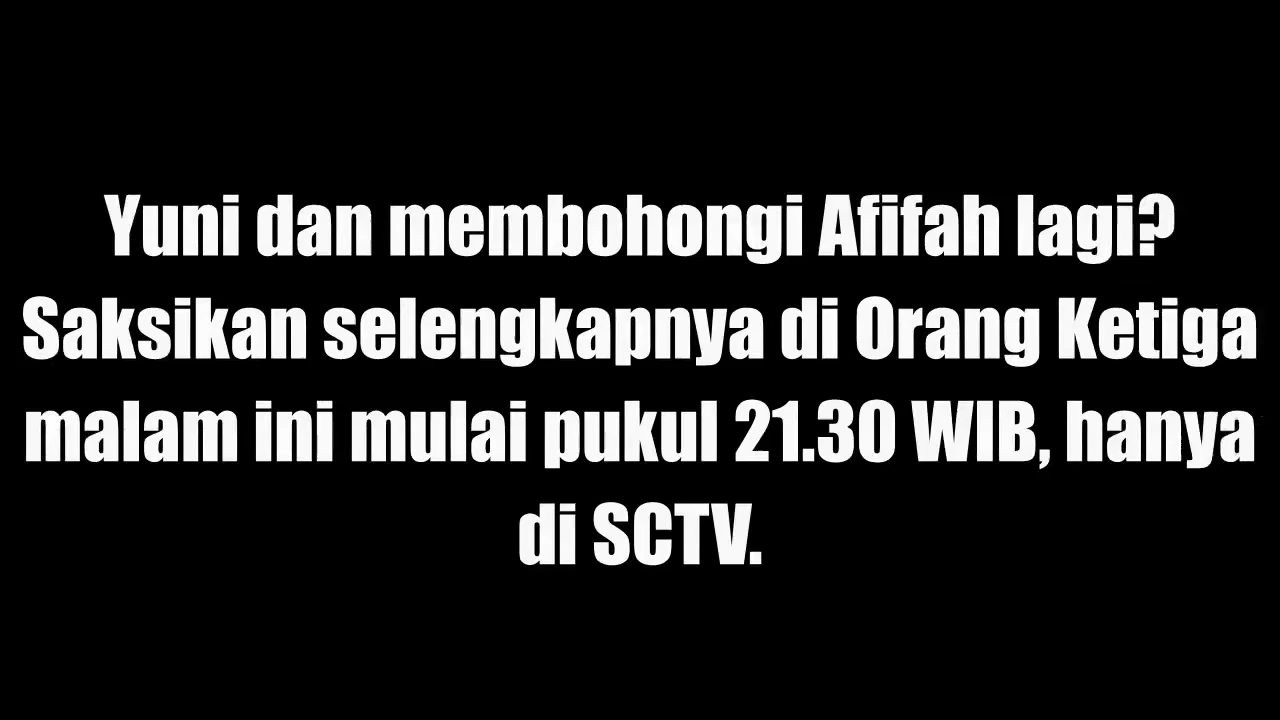 Yuni dan membohongi Afifah lagi?
Saksikan selengkapnya di Orang Ketiga
malam ini mulai pukul 21.30 WIB, hanya
di SCTV.